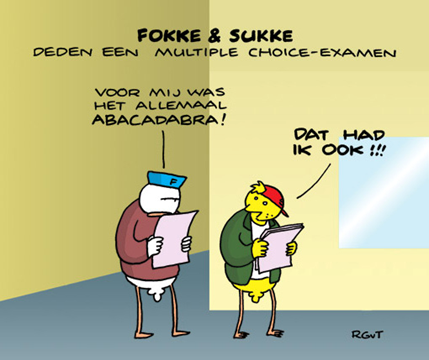 FOKKE & SUKKE
DEDEN EEN MULTIPLE CHOICE-EXAMEN
VOOR MIJ WAS
HET ALLEMAAL
ABACADABRA!
DAT HAD
IK OOK!!!
F
RGvT